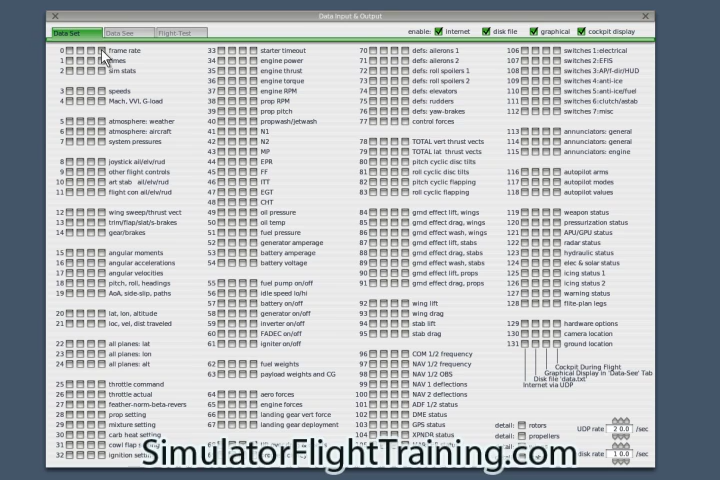 Data Input & Output
Data Set
Data See
Flight-Test
enable: internet disk file graphical cockpit display
0 frame rate
1 times
2 sim stats
3 speeds
4 Mach, VVI, G-load
5 atmosphere: weather
6 atmosphere: aircraft
7 system pressures
8 joystick ail/elv/rud
9 other flight controls
10 art stab ail/elv/rud
11 flight con ail/elv/rud
12 wing sweep/thrust vect
13 trim/flap/slat/s-brakes
14 gear/brakes
15 angular moments
16 angular accelerations
17 angular velocities
18 pitch, roll, headings
19 AoA, side-slip, paths
20 lat, lon, altitude
21 loc, vel, dist traveled
22 all planes: lat
23 all planes: lon
24 all planes: alt
25 throttle command
26 throttle actual
27 feather-norm-beta-revers
28 prop setting
29 mixture setting
30 carb heat setting
31 cowl flap
32 ignition
33 starter timeout
34 engine power
35 engine thrust
36 engine torque
37 engine RPM
38 prop RPM
39 prop pitch
40 propwash/jetwash
41 N1
42 N2
43 MP
44 EPR
45 FF
46 ITT
47 EGT
48 CHT
49 oil pressure
50 oil temp
51 fuel pressure
52 generator amperage
53 battery amperage
54 battery voltage
55 fuel pump on/off
56 idle speed lo/hi
57 battery on/off
58 generator on/off
59 inverter on/off
60 FADEC on/off
61 igniter on/off
62 fuel weights
63 payload weights and CG
64 aero forces
65 engine forces
66 landing gear vert force
67 landing gear deployment
70 defs: ailerons 1
71 defs: ailerons 2
72 defs: roll spoilers 1
73 defs: roll spoilers 2
74 defs: elevators
75 defs: rudders
76 defs: yaw-brakes
77 control forces
78 TOTAL vert thrust vects
79 TOTAL lat thrust vects
80 pitch cyclic disc tilts
81 roll cyclic disc tilts
82 pitch cyclic flapping
83 roll cyclic flapping
84 grnd effect lift, wings
85 grnd effect drag, wings
86 grnd effect wash, wings
87 grnd effect lift, stabs
88 grnd effect drag, stabs
89 grnd effect wash, stabs
90 grnd effect lift, props
91 grnd effect drag, props
92 wing lift
93 wing drag
94 stab lift
95 stab drag
96 COM 1/2 frequency
97 NAV 1/2 frequency
98 NAV 1/2 OBS
99 NAV 1 deflections
100 NAV 2 deflections
101 ADF 1/2 status
102 DME status
103 GPS status
104 XPNDR status
106 switches 1:electrical
107 switches 2:EFIS
108 switches 3:AP/f-dir/HUD
109 switches 4:anti-ice
110 switches 5:anti-ice/fuel
111 switches 6:clutch/astab
112 switches 7:misc
113 annunciators: general
114 annunciators: general
115 annunciators: engine
116 autopilot arms
117 autopilot modes
118 autopilot values
119 weapon status
120 pressurization status
121 APU/GPU status
122 radar status
123 hydraulic status
124 elec & solar status
125 icing status 1
126 icing status 2
127 warning status
128 flite-plan legs
129 hardware options
130 camera location
131 ground location
Cockpit During Flight
Graphical Display in 'Data-See' Tab
Disk file 'data.txt'
Internet via UDP
detail: rotors
detail: propellers
UDP rate 2 0.0 /sec
disk rate 1 0.0 /sec
SimulatorFlightTraining.com